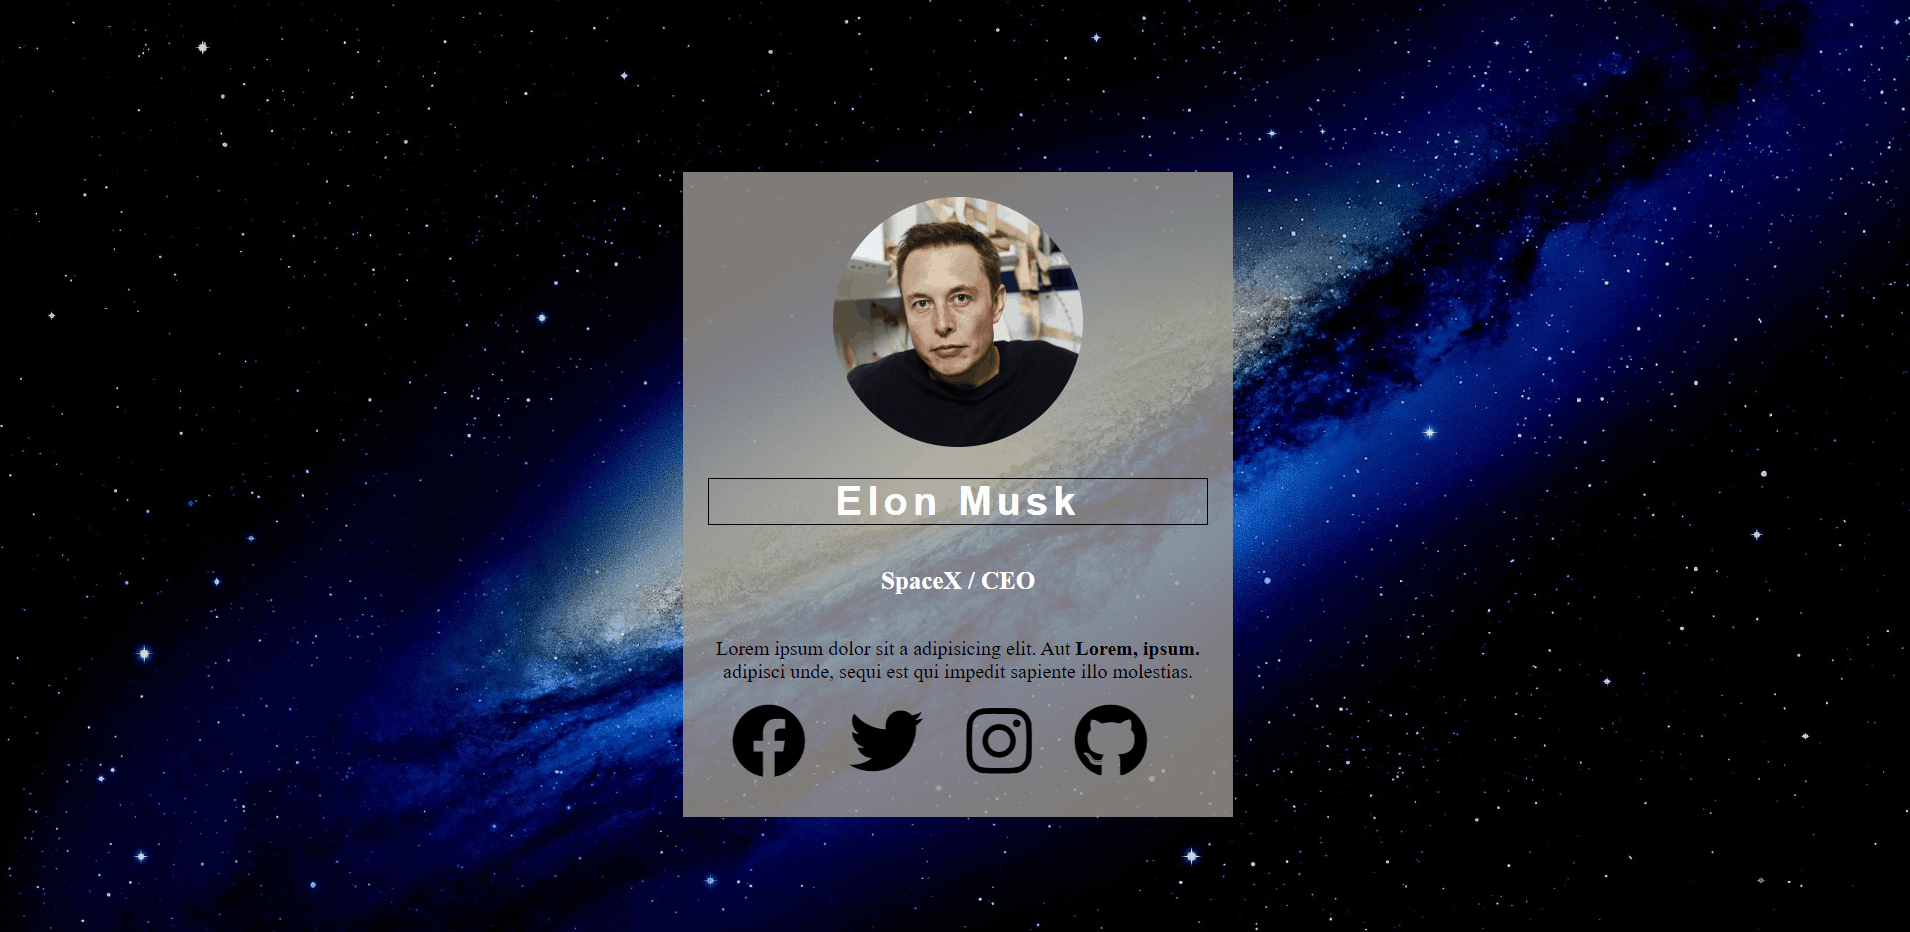 Elon Musk
SpaceX / CEO
Lorem ipsum dolor sit a adipisicing elit. Aut Lorem, ipsum.
adipisci unde, sequi est qui impedit sapiente illo molestias.